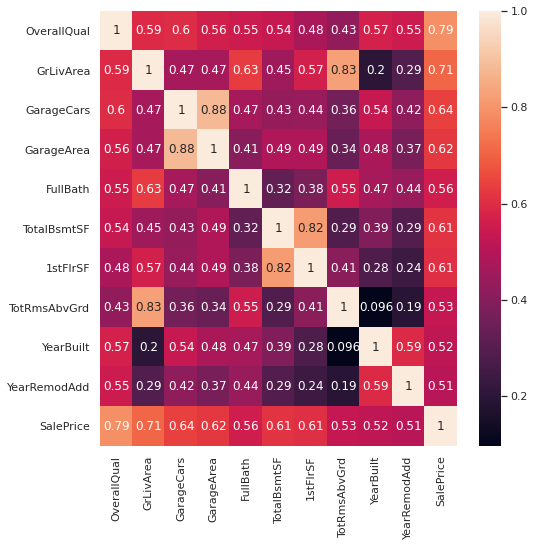 OverallQual 1 0.59 0.6 0.56 0.55 0.54 0.48 0.43 0.57 0.55 0.79
GrLivArea 0.59 1 0.47 0.47 0.63 0.45 0.57 0.83 0.2 0.29 0.71
GarageCars 0.6 0.47 1 0.88 0.47 0.43 0.44 0.36 0.54 0.42 0.64
GarageArea 0.56 0.47 0.88 1 0.41 0.49 0.49 0.34 0.48 0.37 0.62
FullBath 0.55 0.63 0.47 0.41 1 0.32 0.38 0.55 0.47 0.44 0.56
TotalBsmtSF 0.54 0.45 0.43 0.49 0.32 1 0.82 0.29 0.39 0.29 0.61
1stFlrSF 0.48 0.57 0.44 0.49 0.38 0.82 1 0.41 0.28 0.24 0.61
TotRmsAbvGrd 0.43 0.83 0.36 0.34 0.55 0.29 0.41 1 0.096 0.19 0.53
YearBuilt 0.57 0.2 0.54 0.48 0.47 0.39 0.28 0.096 1 0.59 0.52
YearRemodAdd 0.55 0.29 0.42 0.37 0.44 0.29 0.24 0.19 0.59 1 0.51
SalePrice 0.79 0.71 0.64 0.62 0.56 0.61 0.61 0.53 0.52 0.51 1
OverallQual
GrLivArea
GarageCars
GarageArea
FullBath
TotalBsmtSF
1stFlrSF
TotRmsAbvGrd
YearBuilt
YearRemodAdd
SalePrice
1.0
0.8
0.6
0.4
0.2